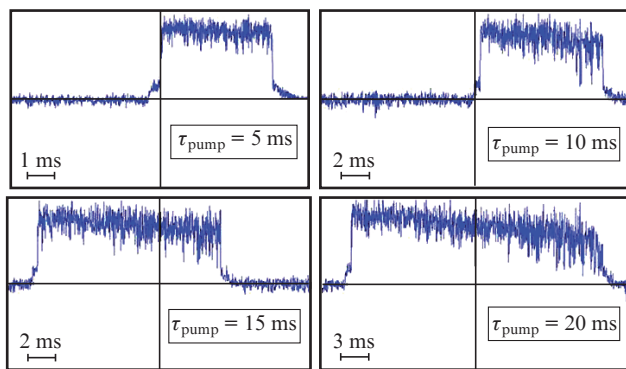 τpump = 5 ms
1 ms
τpump = 10 ms
2 ms
τpump = 15 ms
2 ms
τpump = 20 ms
3 ms